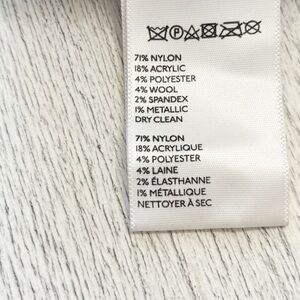 P
71% NYLON
18% ACRYLIC
4% POLYESTER
4% WOOL
2% SPANDEX
1% METALLIC
DRY CLEAN
71% NYLON
18% ACRYLIQUE
4% POLYESTER
4% LAINE
2% ÉLASTHANNE
1% MÉTALLIQUE
NETTOYER À SEC